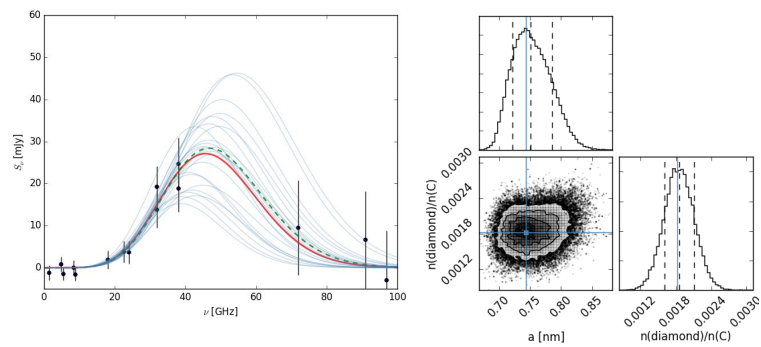 60
50
40
30
20
10
0
S_ν [mJy]
0 20 40 60 80 100
ν [GHz]
0.0030
0.0024
0.0018
0.0012
n(diamond)/n(C)
0.70 0.75 0.80 0.85
a [nm]
0.0012 0.0018 0.0024 0.0030
n(diamond)/n(C)